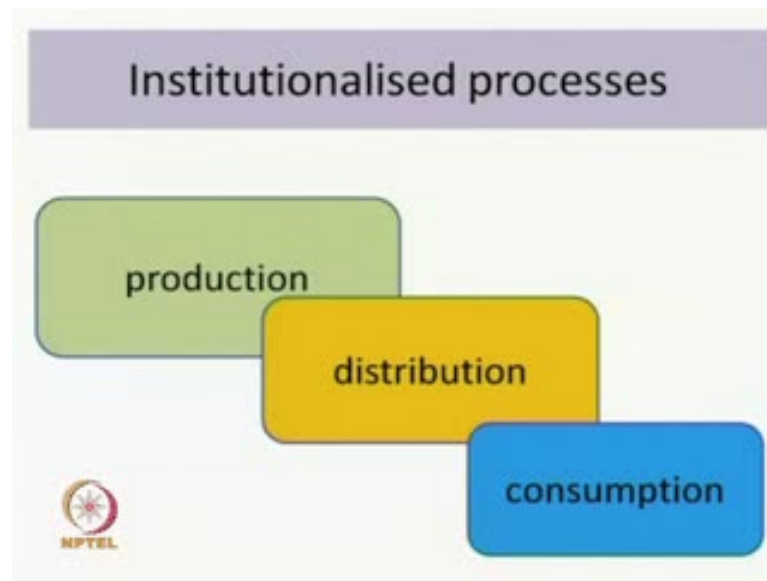 Institutionalised processes
production
distribution
consumption
NPTEL